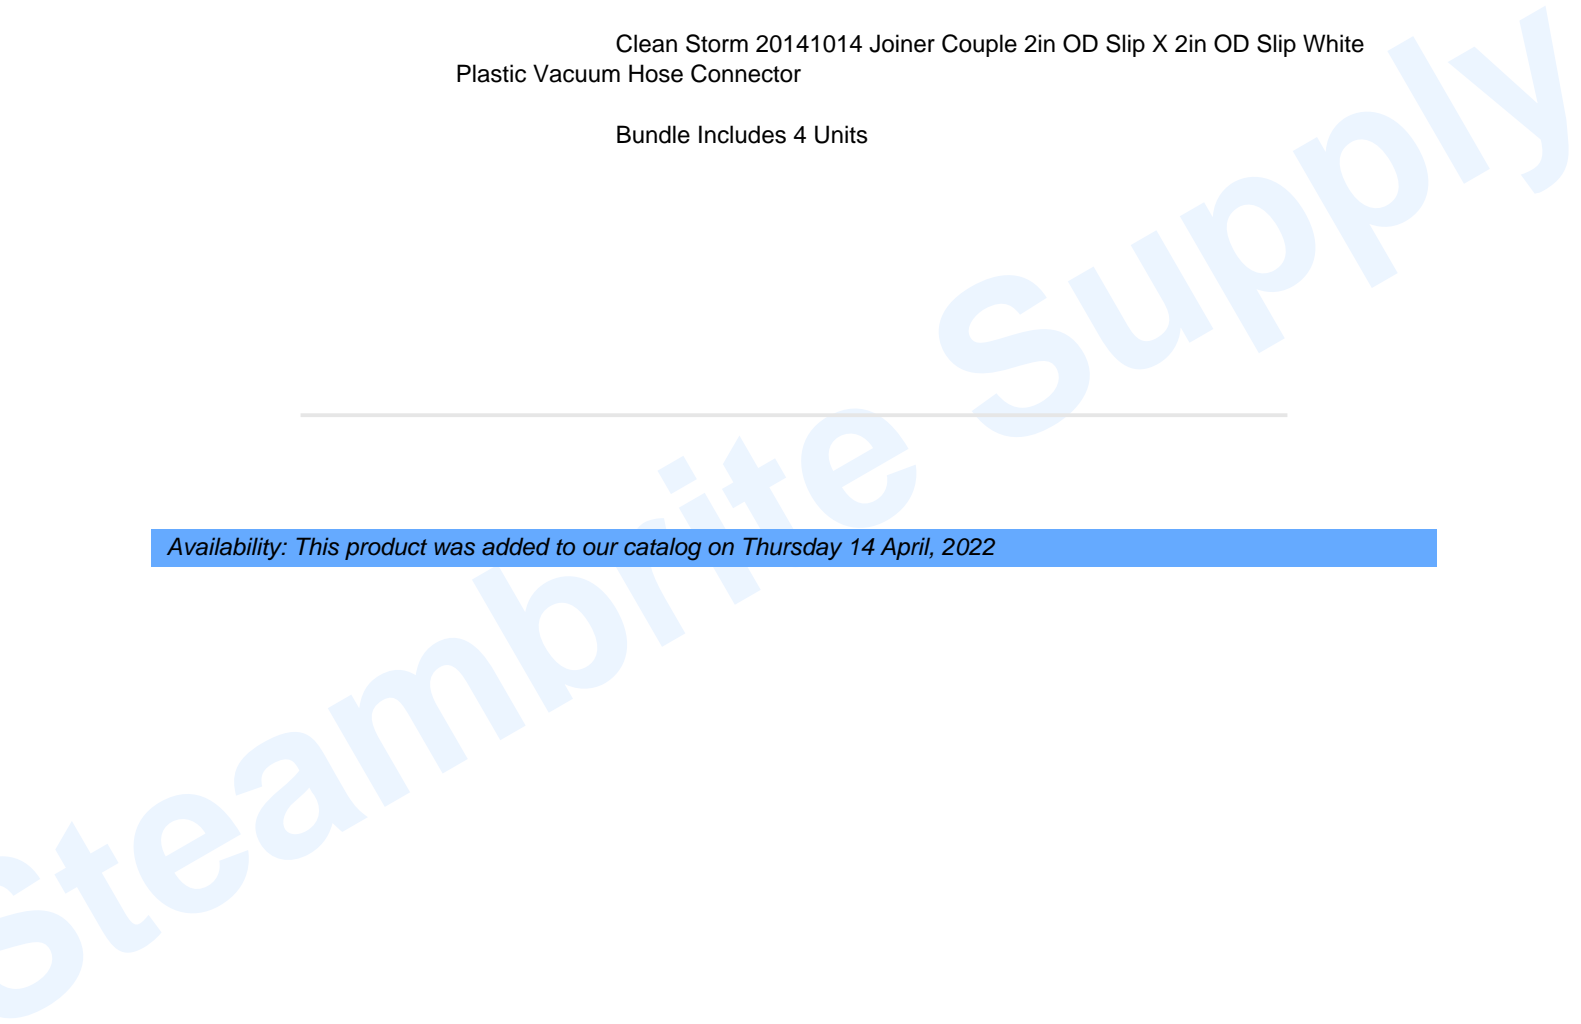 Clean Storm 20141014 Joiner Couple 2in OD Slip X 2in OD Slip White
Plastic Vacuum Hose Connector
Bundle Includes 4 Units
Availability: This product was added to our catalog on Thursday 14 April, 2022
Steambrite Supply